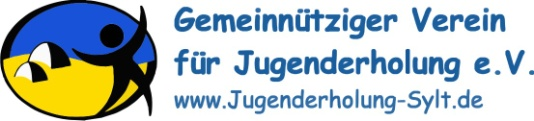 Gemeinnütziger Verein
für Jugenderholung e.V.
www.Jugenderholung-Sylt.de